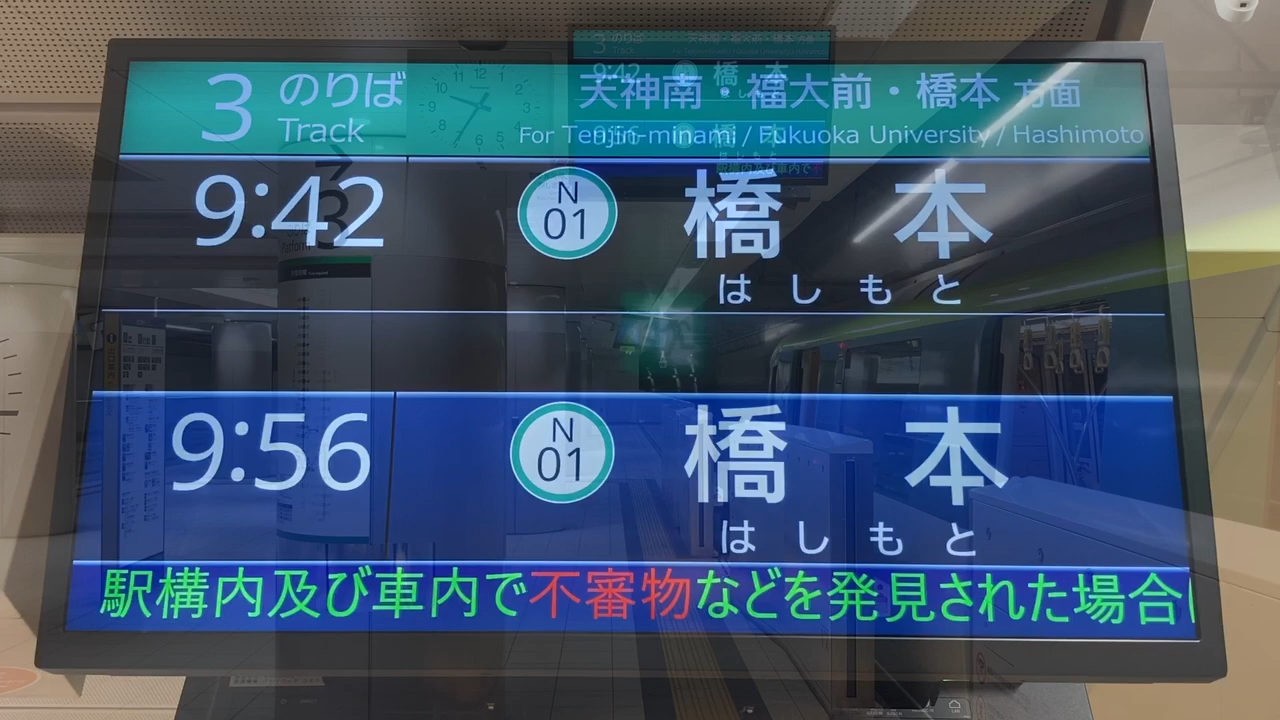 3 のりば 天神南・福大前・橋本 方面
Track For Tenjin-minami / Fukuoka University / Hashimoto
9:42 N 01 橋本
はしもと
9:56 N 01 橋本
はしもと
駅構内及び車内で不審物などを発見された場合